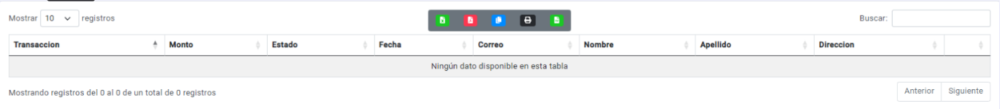 Mostrar 10 registros
Buscar:
Transaccion Monto Estado Fecha Correo Nombre Apellido Direccion
Ningún dato disponible en esta tabla
Mostrando registros del 0 al 0 de un total de 0 registros
Anterior Siguiente